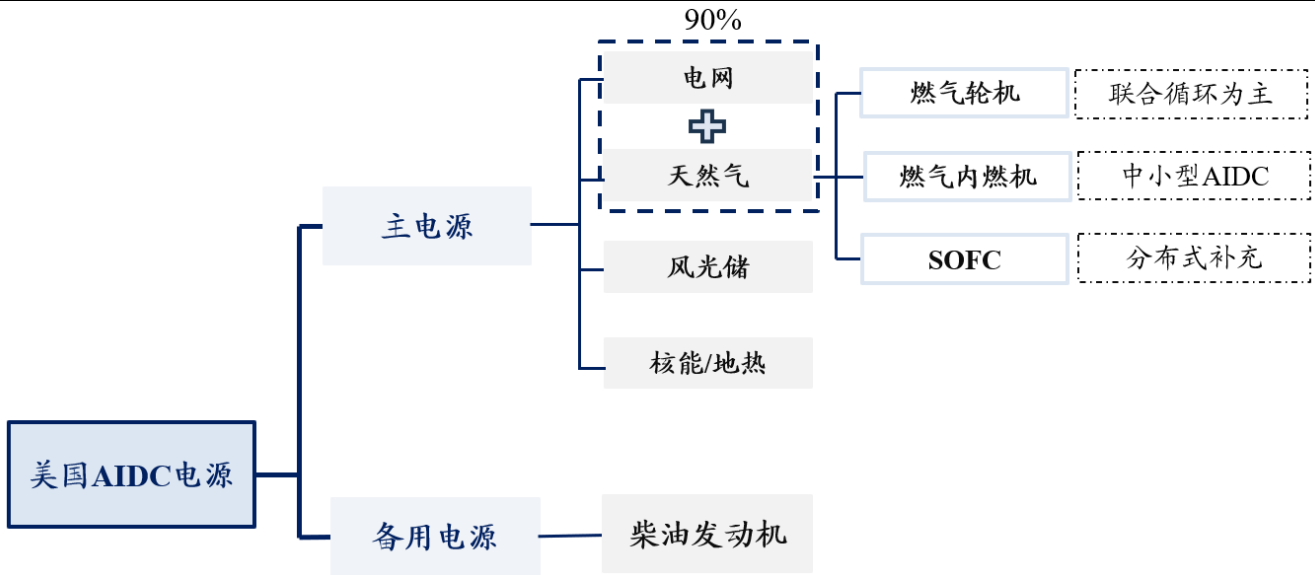 90%
电网
天然气
风光储
核能/地热
燃气轮机
联合循环为主
燃气内燃机
中小型AIDC
SOFC
分布式补充
主电源
美国AIDC电源
备用电源
柴油发动机